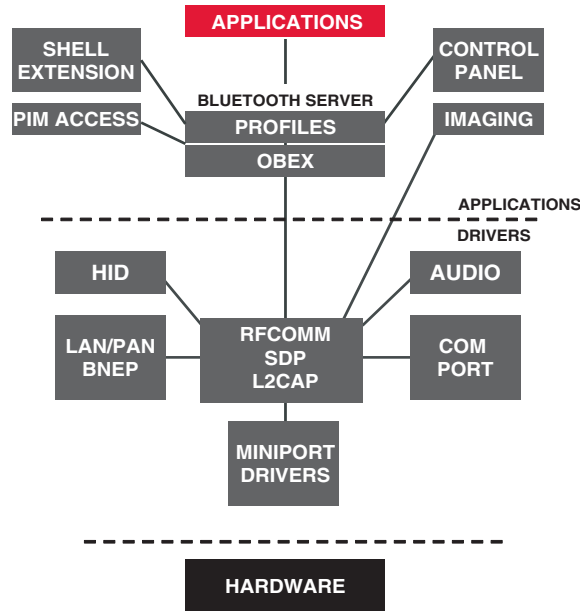 APPLICATIONS
SHELL
EXTENSION
CONTROL
PANEL
BLUETOOTH SERVER
PIM ACCESS
PROFILES
IMAGING
OBEX
APPLICATIONS
DRIVERS
HID
AUDIO
RFCOMM
SDP
L2CAP
LAN/PAN
BNEP
COM
PORT
MINIPORT
DRIVERS
HARDWARE